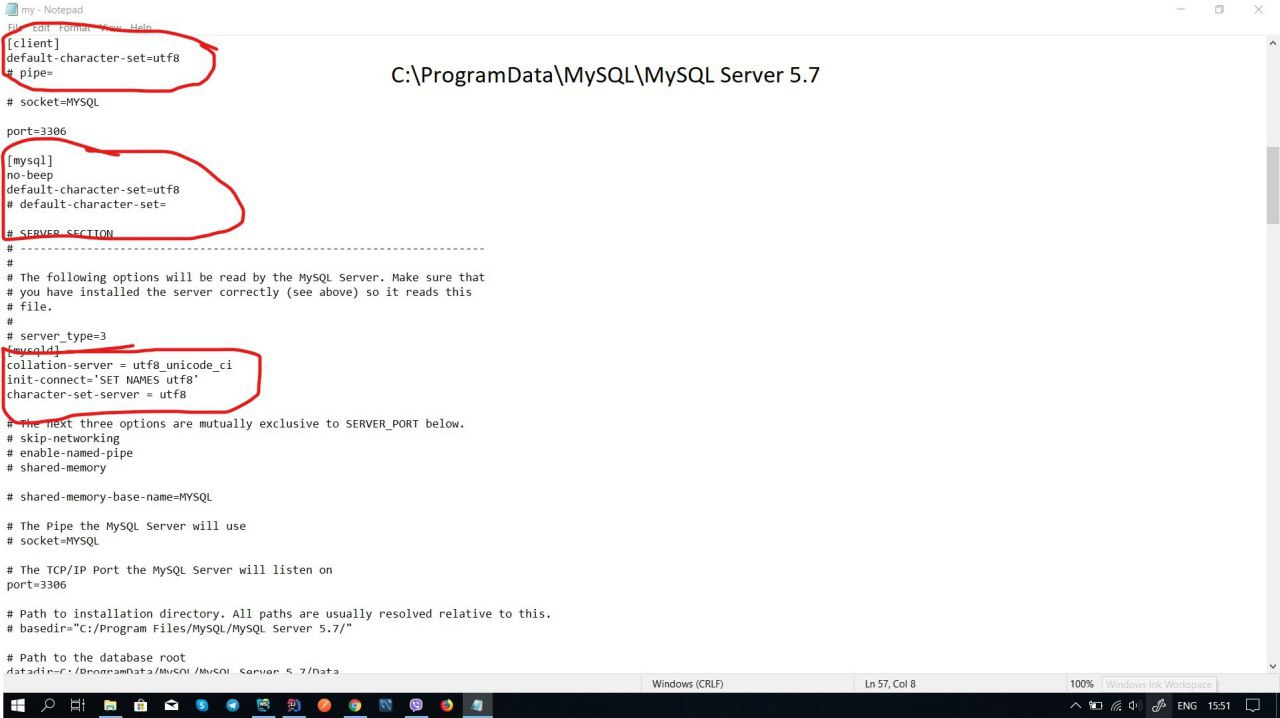 my - Notepad
File Edit Format View Help
[client]
default-character-set=utf8
# pipe=
C:\ProgramData\MySQL\MySQL Server 5.7
# socket=MYSQL
port=3306
[mysql]
no-beep
default-character-set=utf8
# default-character-set=
# SERVER SECTION
# ----------------------------------------------------------------------
#
# The following options will be read by the MySQL Server. Make sure that
# you have installed the server correctly (see above) so it reads this
# file.
#
# server_type=3
[mysqld]
collation-server = utf8_unicode_ci
init-connect='SET NAMES utf8'
character-set-server = utf8
# The next three options are mutually exclusive to SERVER_PORT below.
# skip-networking
# enable-named-pipe
# shared-memory
# shared-memory-base-name=MYSQL
# The Pipe the MySQL Server will use
# socket=MYSQL
# The TCP/IP Port the MySQL Server will listen on
port=3306
# Path to installation directory. All paths are usually resolved relative to this.
# basedir="C:/Program Files/MySQL/MySQL Server 5.7/"
# Path to the database root
datadir=C:/ProgramData/MySQL/MySQL Server 5.7/Data
Windows (CRLF) Ln 57, Col 8 100% Windows Ink Workspace
ENG 15:51